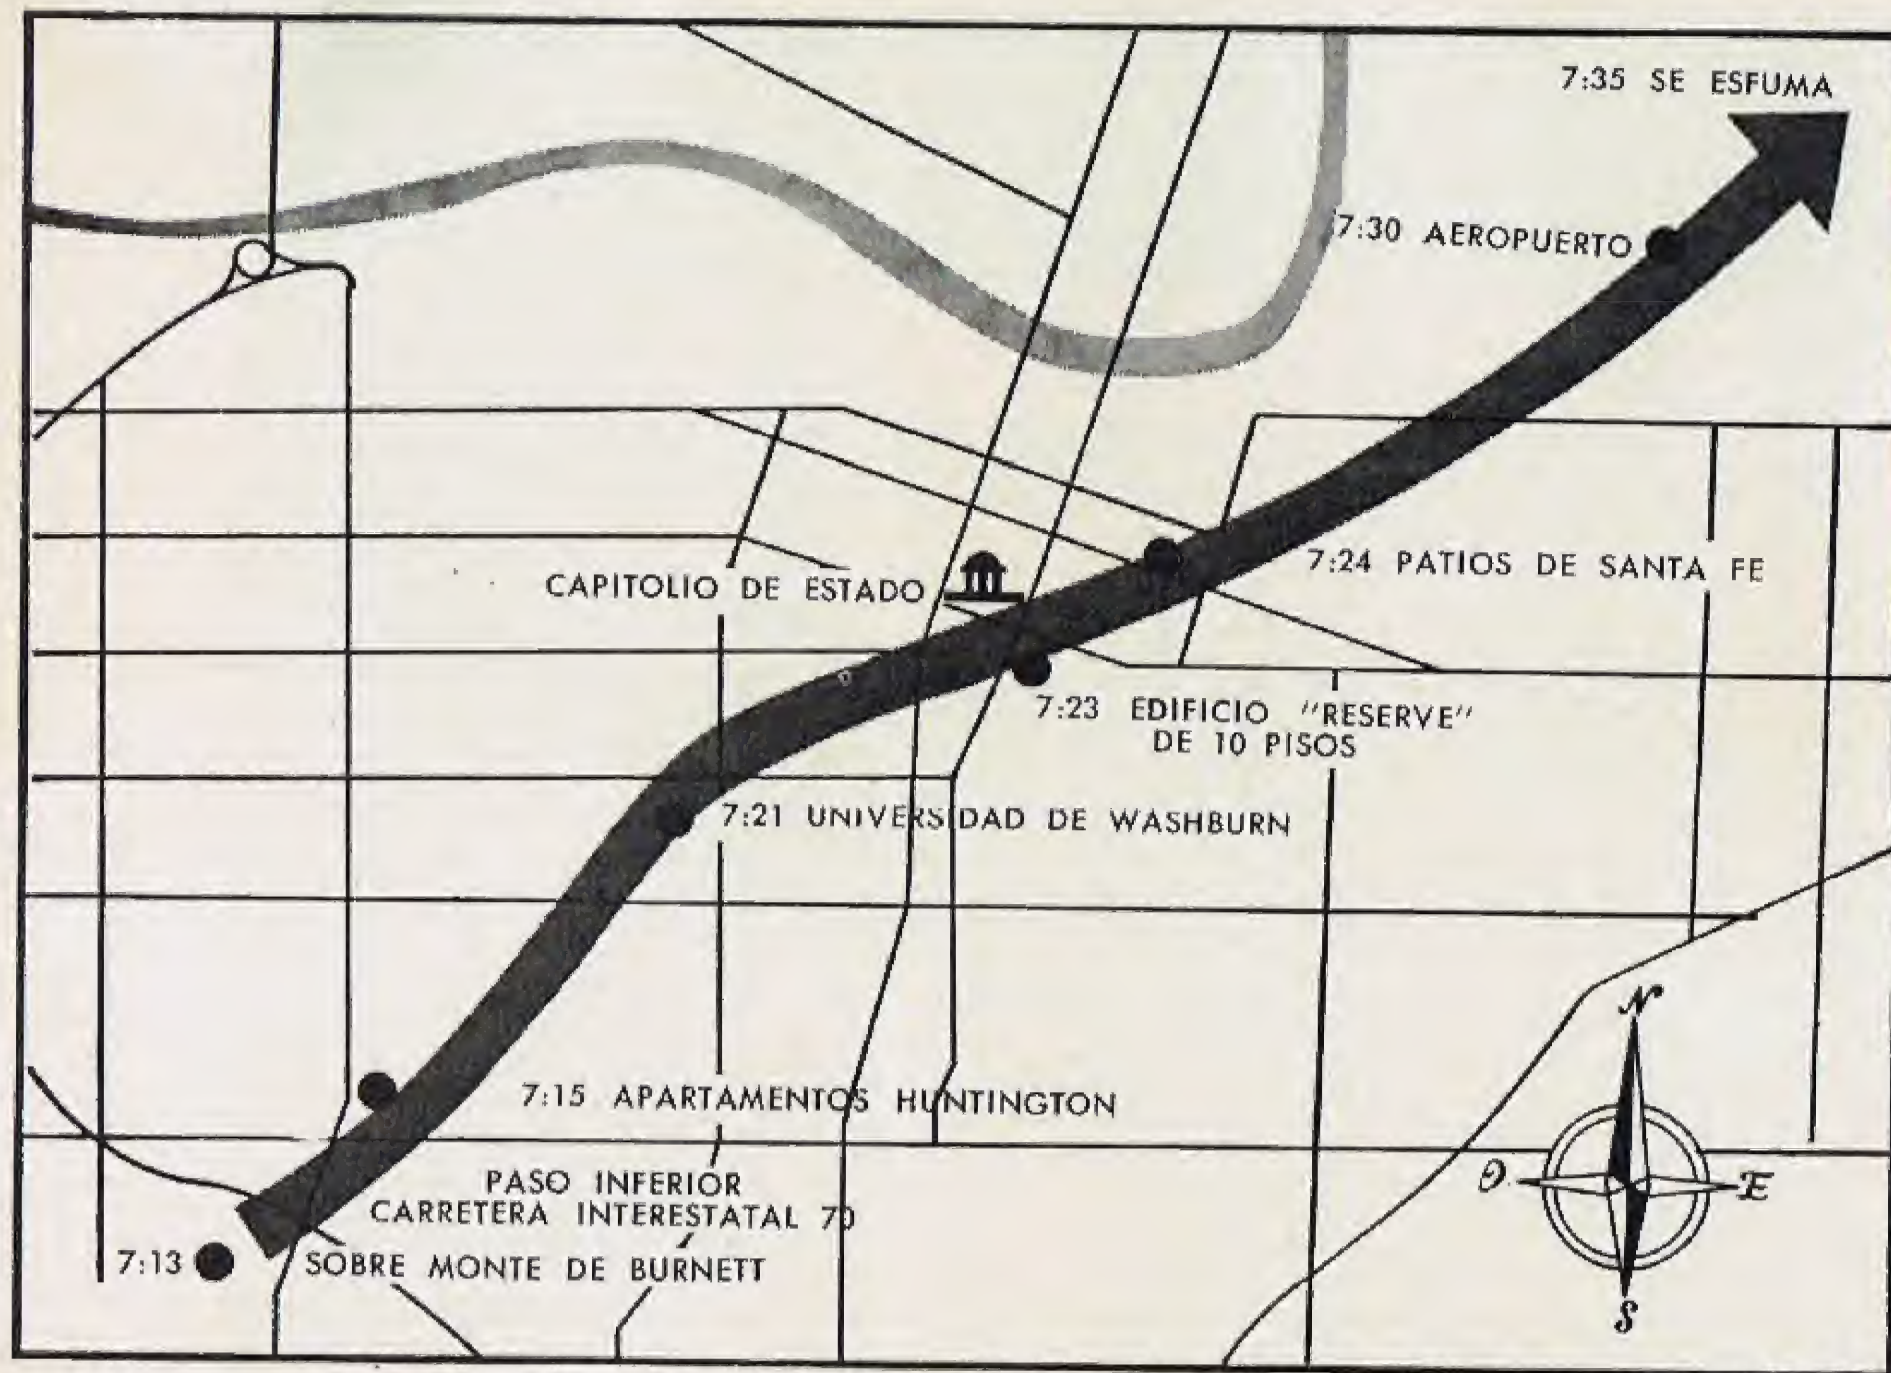 7:35 SE ESFUMA
7:30 AEROPUERTO
7:24 PATIOS DE SANTA FE
CAPITOLIO DE ESTADO
7:23 EDIFICIO "RESERVE"
DE 10 PISOS
7:21 UNIVERSIDAD DE WASHBURN
7:15 APARTAMENTOS HUNTINGTON
PASO INFERIOR
CARRETERA INTERESTATAL 70
7:13 SOBRE MONTE DE BURNETT
N
O E
S